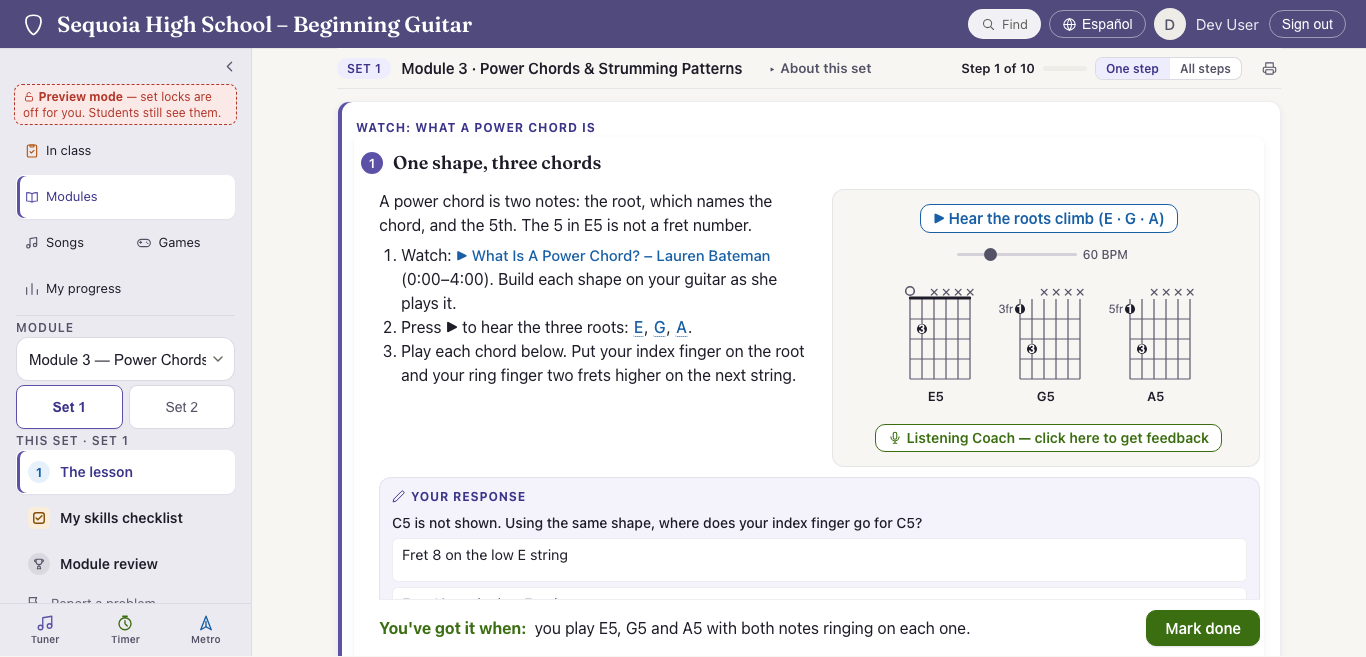 Sequoia High School – Beginning Guitar
Find
Español
D
Dev User
Sign out
Preview mode — set locks are
off for you. Students still see them.
In class
Modules
Songs
Games
My progress
MODULE
Module 3 — Power Chords
Set 1
Set 2
THIS SET · SET 1
1
The lesson
My skills checklist
Module review
Report a problem
Tuner
Timer
Metro
SET 1
Module 3 · Power Chords & Strumming Patterns
About this set
Step 1 of 10
One step
All steps
WATCH: WHAT A POWER CHORD IS
1
One shape, three chords
A power chord is two notes: the root, which names the
chord, and the 5th. The 5 in E5 is not a fret number.
1. Watch: ▶ What Is A Power Chord? – Lauren Bateman
(0:00–4:00). Build each shape on your guitar as she
plays it.
2. Press ▶ to hear the three roots: E, G, A.
3. Play each chord below. Put your index finger on the root
and your ring finger two frets higher on the next string.
▶ Hear the roots climb (E · G · A)
60 BPM
× × × ×
3
E5
× × × ×
3fr 1
3
G5
× × × ×
5fr 1
3
A5
Listening Coach — click here to get feedback
YOUR RESPONSE
C5 is not shown. Using the same shape, where does your index finger go for C5?
Fret 8 on the low E string
You've got it when: you play E5, G5 and A5 with both notes ringing on each one.
Mark done